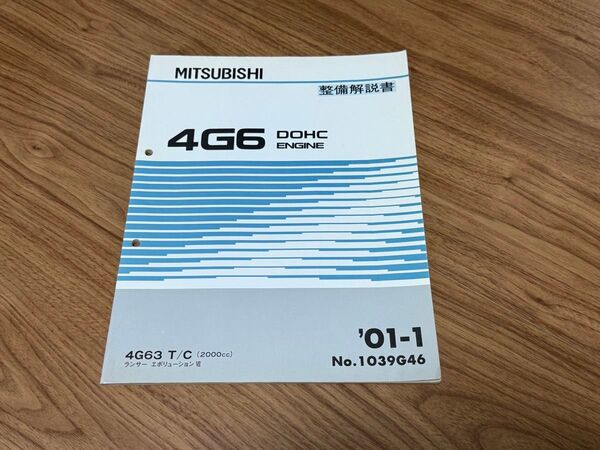 MITSUBISHI
整備解説書
4G6 DOHC
ENGINE
'01-1
No.1039G46
4G63 T/C (2000cc)
ランサー エボリューション Ⅶ